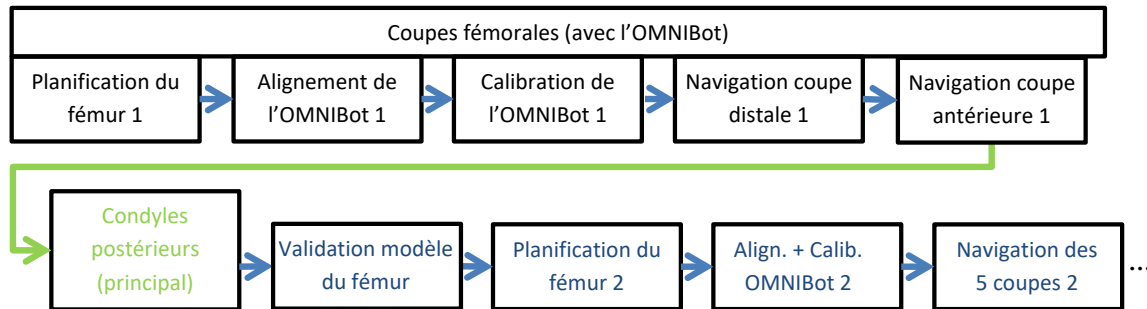 Coupes fémorales (avec l’OMNIBot)
Planification du
fémur 1
Alignement de
l’OMNIBot 1
Calibration de
l’OMNIBot 1
Navigation coupe
distale 1
Navigation coupe
antérieure 1
Condyles
postérieurs
(principal)
Validation modèle
du fémur
Planification du
fémur 2
Align. + Calib.
OMNIBot 2
Navigation des
5 coupes 2
...